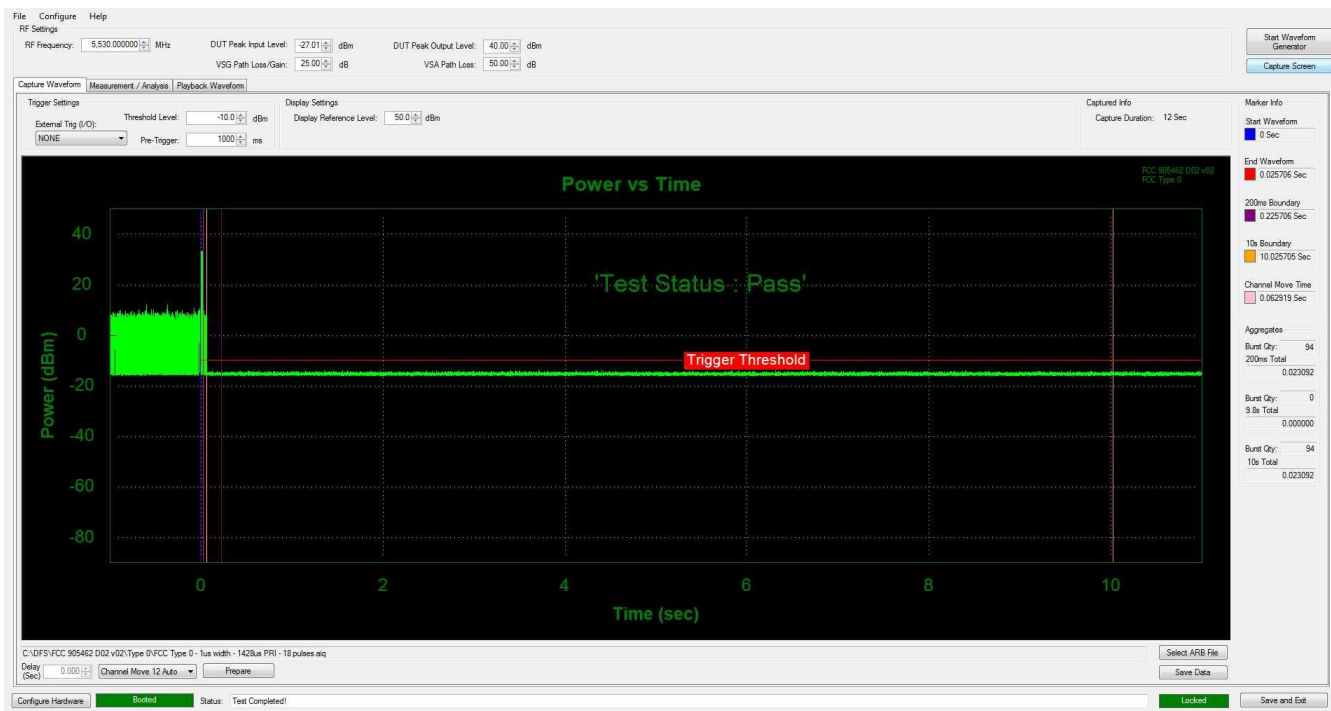 File Configure Help
RF Settings
RF Frequency: 5,530.000000 MHz DUT Peak Input Level: -27.01 dBm DUT Peak Output Level: 40.00 dBm
VSG Path Loss/Gain: 25.00 dB VSA Path Loss: 50.00 dB
Start Waveform Generator
Capture Screen
Capture Waveform Measurement / Analysis Playback Waveform
Trigger Settings
External Trig (I/O): Threshold Level: -10.0 dBm
NONE Pre-Trigger: 1000 ms
Display Settings
Display Reference Level: 50.0 dBm
Captured Info
Capture Duration: 12 Sec
Power vs Time
FCC 905462 D02 v02
FCC Type 0
'Test Status : Pass'
Trigger Threshold
Power (dBm)
40
20
0
-20
-40
-60
-80
0 2 4 6 8 10
Time (sec)
Marker Info
Start Waveform
0 Sec
End Waveform
0.025706 Sec
200ms Boundary
0.225706 Sec
10s Boundary
10.025705 Sec
Channel Move Time
0.062919 Sec
Aggregates
Burst Qty: 94
200ms Total
0.023092
Burst Qty: 0
9.8s Total
0.000000
Burst Qty: 94
10s Total
0.023092
C:\DFS\FCC 905462 D02 v02\Type 0\FCC Type 0 - 1us width - 1428us PRI - 18 pulses.aiq
Select ARB File
Delay (Sec) 0.000 Channel Move 12 Auto Prepare
Save Data
Configure Hardware Booted Status: Test Completed! Locked Save and Exit